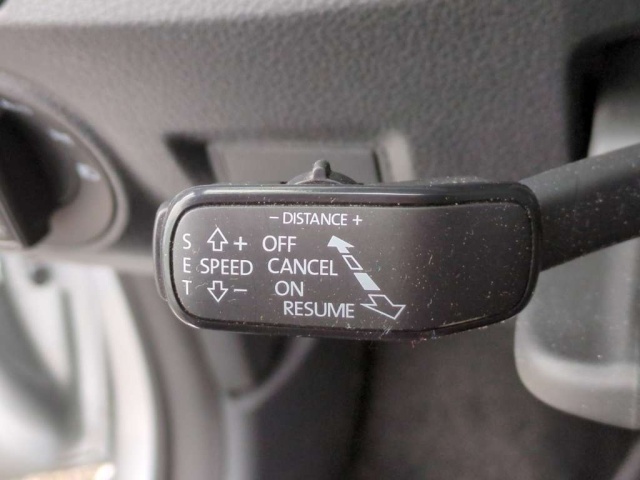 − DISTANCE +
S + OFF
E SPEED CANCEL
T − ON
RESUME